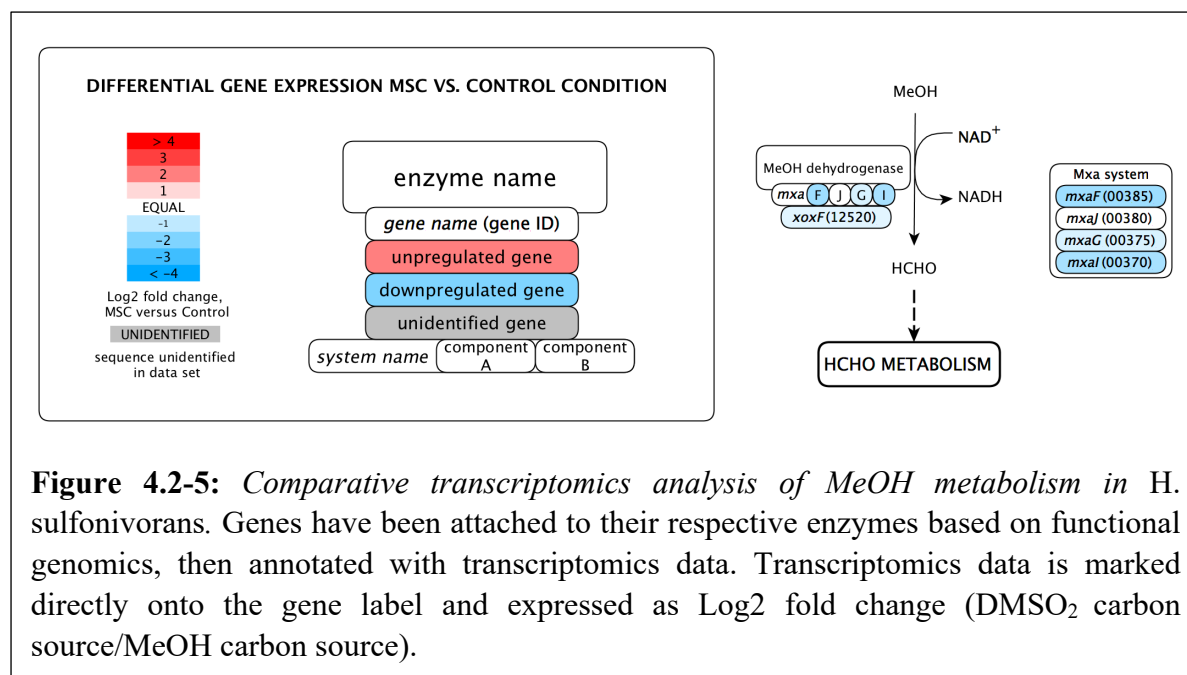 DIFFERENTIAL GENE EXPRESSION MSC VS. CONTROL CONDITION
> 4
3
2
1
EQUAL
-1
-2
-3
< -4
Log2 fold change,
MSC versus Control
UNIDENTIFIED
sequence unidentified
in data set
enzyme name
gene name (gene ID)
unpregulated gene
downpregulated gene
unidentified gene
system name
component
A
component
B
MeOH
NAD+
NADH
MeOH dehydrogenase
mxa F J G I
xoxF(12520)
HCHO
HCHO METABOLISM
Mxa system
mxaF (00385)
mxaJ (00380)
mxaG (00375)
mxaI (00370)
Figure 4.2-5: Comparative transcriptomics analysis of MeOH metabolism in H.
sulfonivorans. Genes have been attached to their respective enzymes based on functional
genomics, then annotated with transcriptomics data. Transcriptomics data is marked
directly onto the gene label and expressed as Log2 fold change (DMSO₂ carbon
source/MeOH carbon source).